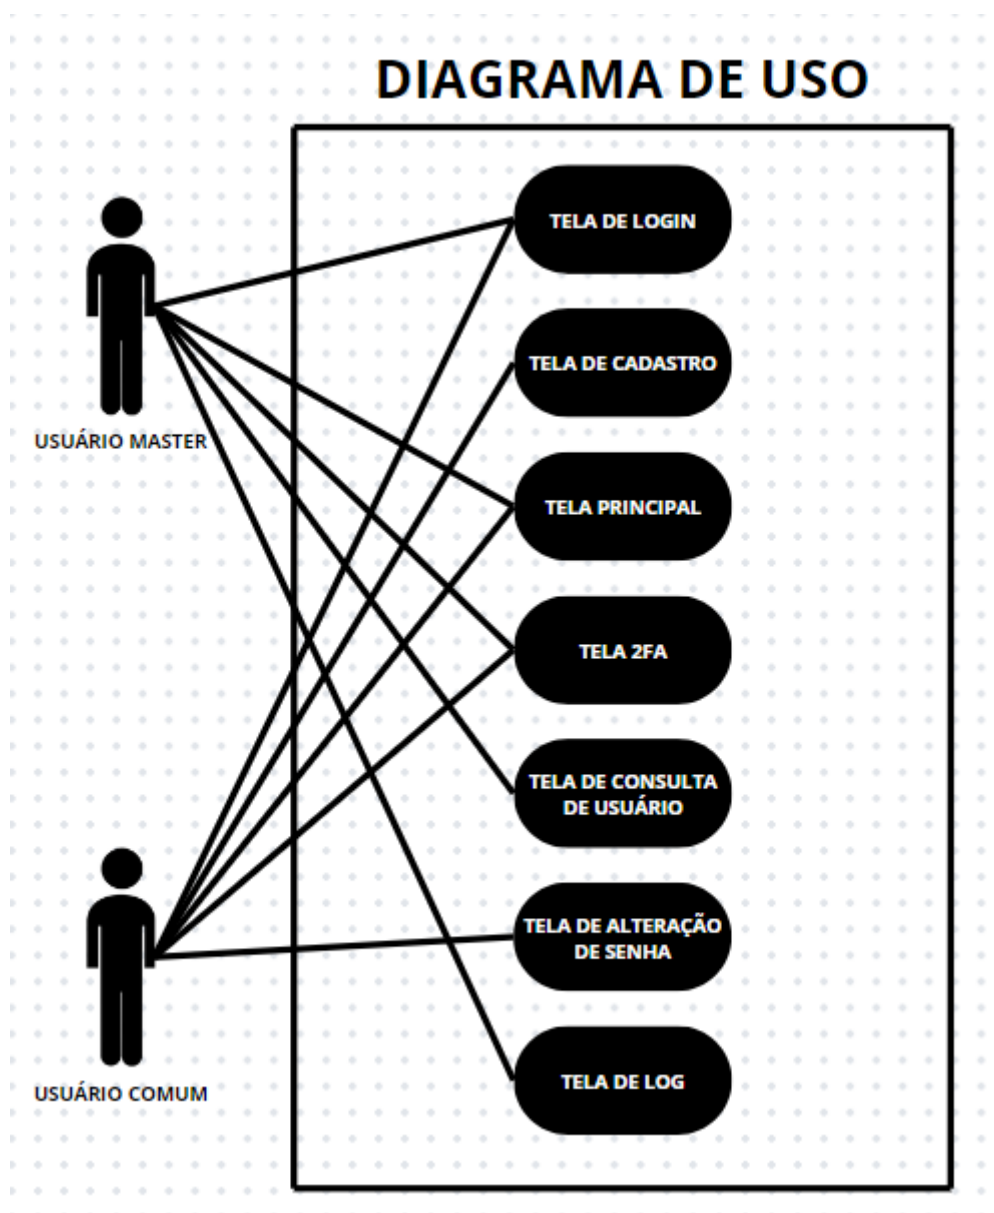 DIAGRAMA DE USO
TELA DE LOGIN
TELA DE CADASTRO
USUÁRIO MASTER
TELA PRINCIPAL
TELA 2FA
TELA DE CONSULTA
DE USUÁRIO
TELA DE ALTERAÇÃO
DE SENHA
TELA DE LOG
USUÁRIO COMUM